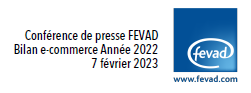 Conférence de presse FEVAD
Bilan e-commerce Année 2022
7 février 2023
fevad
www.fevad.com